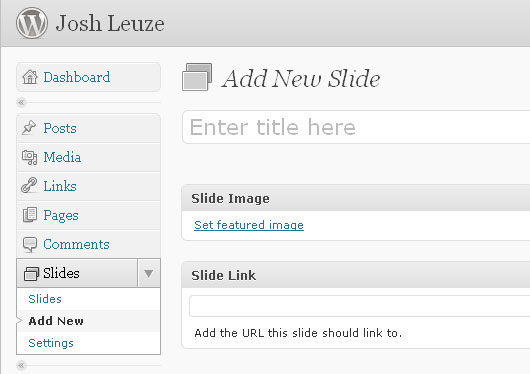 Josh Leuze
Dashboard
Posts
Media
Links
Pages
Comments
Slides
Slides
Add New
Settings
Add New Slide
Enter title here
Slide Image
Set featured image
Slide Link
Add the URL this slide should link to.